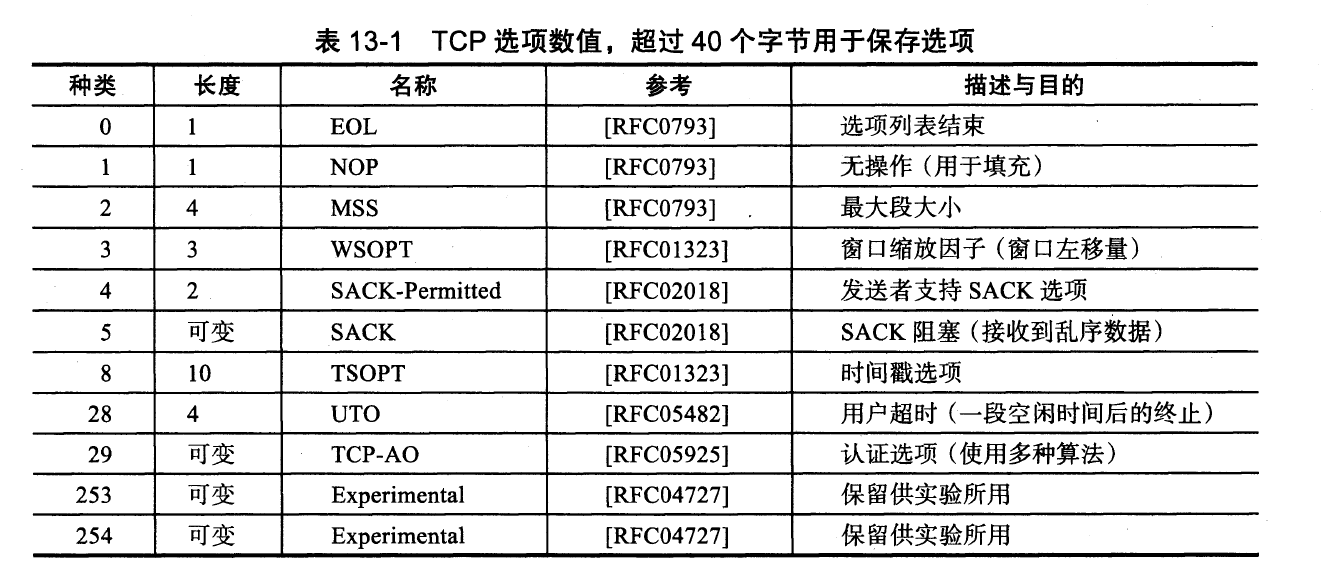 表 13-1 TCP 选项数值，超过 40 个字节用于保存选项
种类 长度 名称 参考 描述与目的
0 1 EOL [RFC0793] 选项列表结束
1 1 NOP [RFC0793] 无操作（用于填充）
2 4 MSS [RFC0793] 最大段大小
3 3 WSOPT [RFC01323] 窗口缩放因子（窗口左移量）
4 2 SACK-Permitted [RFC02018] 发送者支持 SACK 选项
5 可变 SACK [RFC02018] SACK 阻塞（接收到乱序数据）
8 10 TSOPT [RFC01323] 时间戳选项
28 4 UTO [RFC05482] 用户超时（一段空闲时间后的终止）
29 可变 TCP-AO [RFC05925] 认证选项（使用多种算法）
253 可变 Experimental [RFC04727] 保留供实验所用
254 可变 Experimental [RFC04727] 保留供实验所用